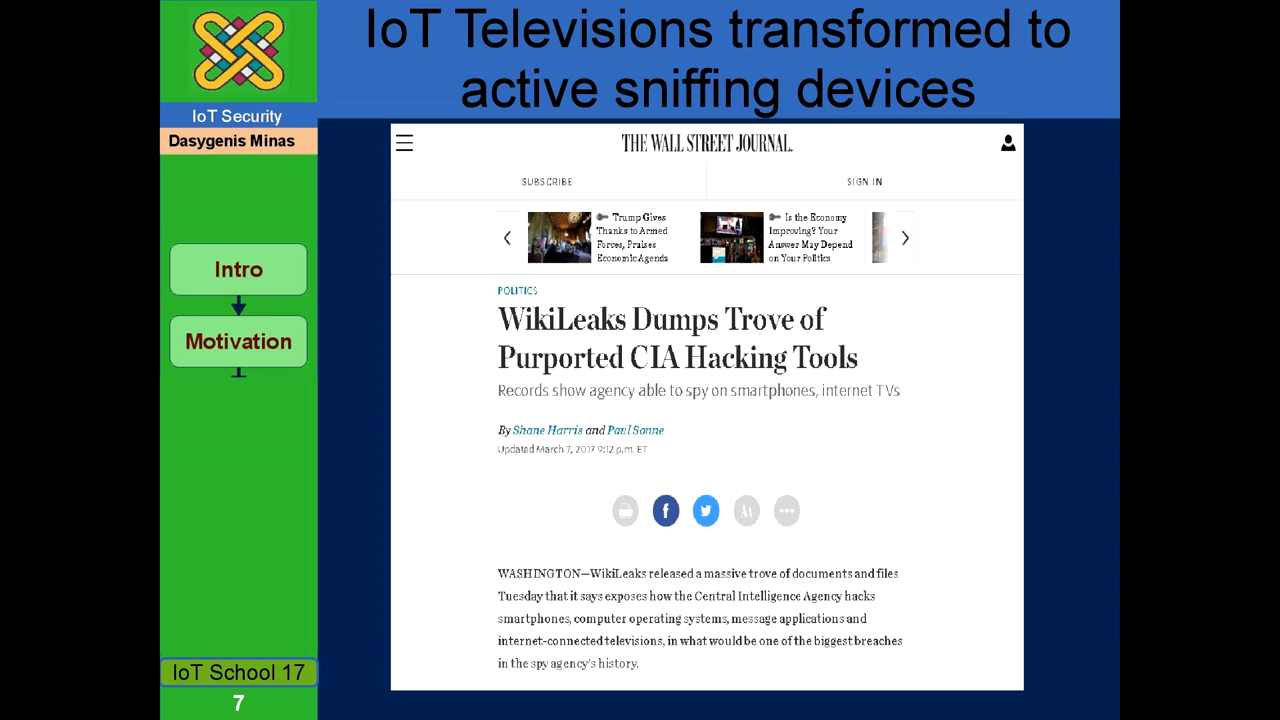 IoT Televisions transformed to
active sniffing devices
IoT Security
Dasygenis Minas
Intro
Motivation
IoT School 17
7
THE WALL STREET JOURNAL.
SUBSCRIBE
SIGN IN
Trump Gives
Thanks to Armed
Forces, Praises
Economic Agenda
Is the Economy
Improving? Your
Answer May Depend
on Your Politics
POLITICS
WikiLeaks Dumps Trove of
Purported CIA Hacking Tools
Records show agency able to spy on smartphones, internet TVs
By Shane Harris and Paul Sonne
Updated March 7, 2017 9:12 p.m. ET
f
AA
WASHINGTON—WikiLeaks released a massive trove of documents and files
Tuesday that it says exposes how the Central Intelligence Agency hacks
smartphones, computer operating systems, message applications and
internet-connected televisions, in what would be one of the biggest breaches
in the spy agency's history.